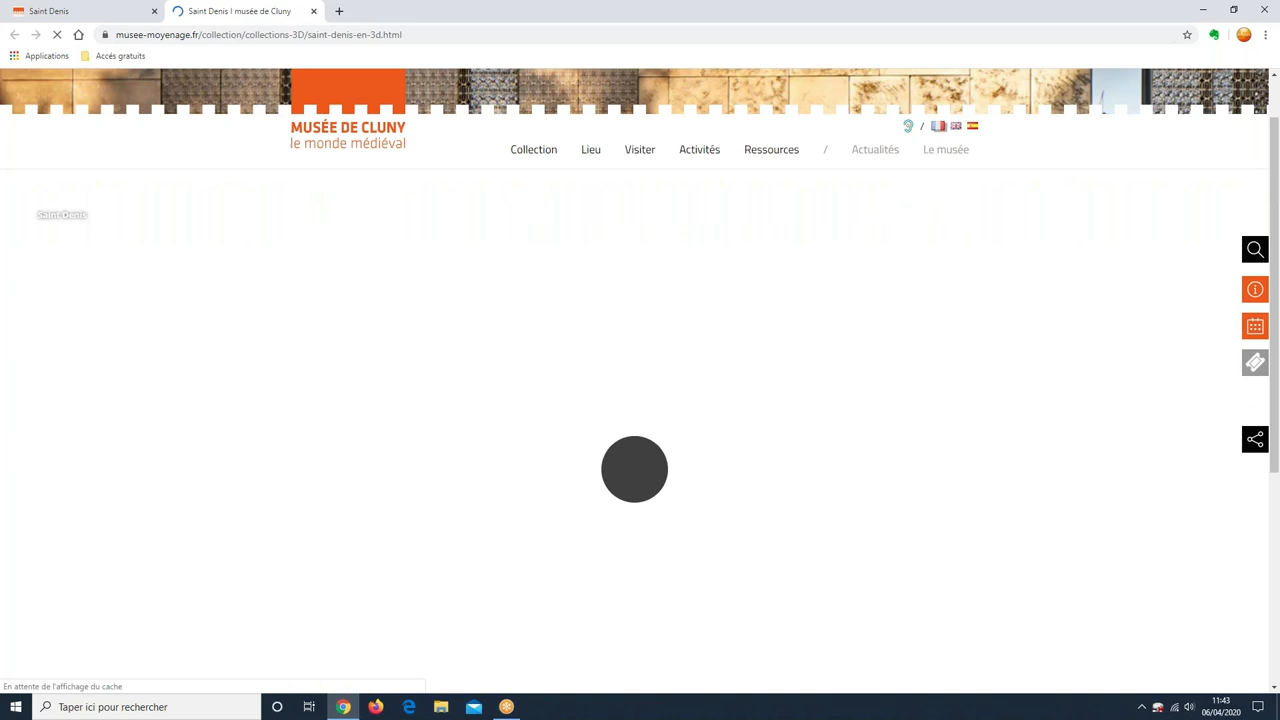 Saint Denis
Saint Denis I musée de Cluny
musee-moyenage.fr/collection/collections-3D/saint-denis-en-3d.html
Applications
Accés gratuits
MUSÉE DE CLUNY
le monde médiéval
/
Collection
Lieu
Visiter
Activités
Ressources
/
Actualités
Le musée
Saint Denis
En attente de l'affichage du cache
Taper ici pour rechercher
11:43
06/04/2020